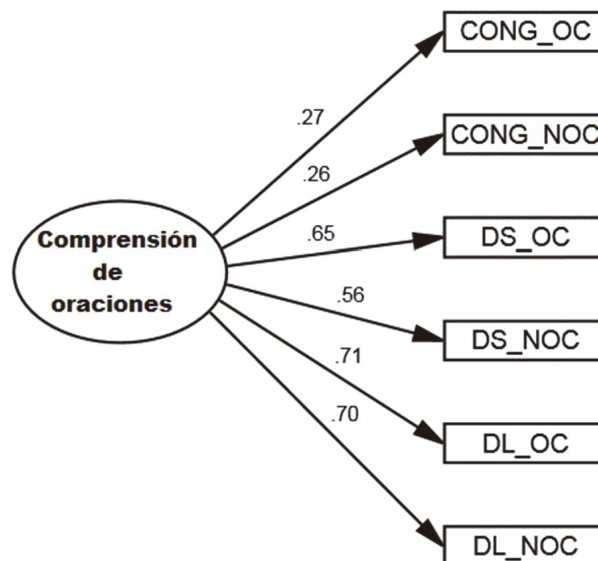 CONG_OC
.27
CONG_NOC
.26
Comprensión
de
oraciones
.65
DS_OC
.56
DS_NOC
.71
DL_OC
.70
DL_NOC